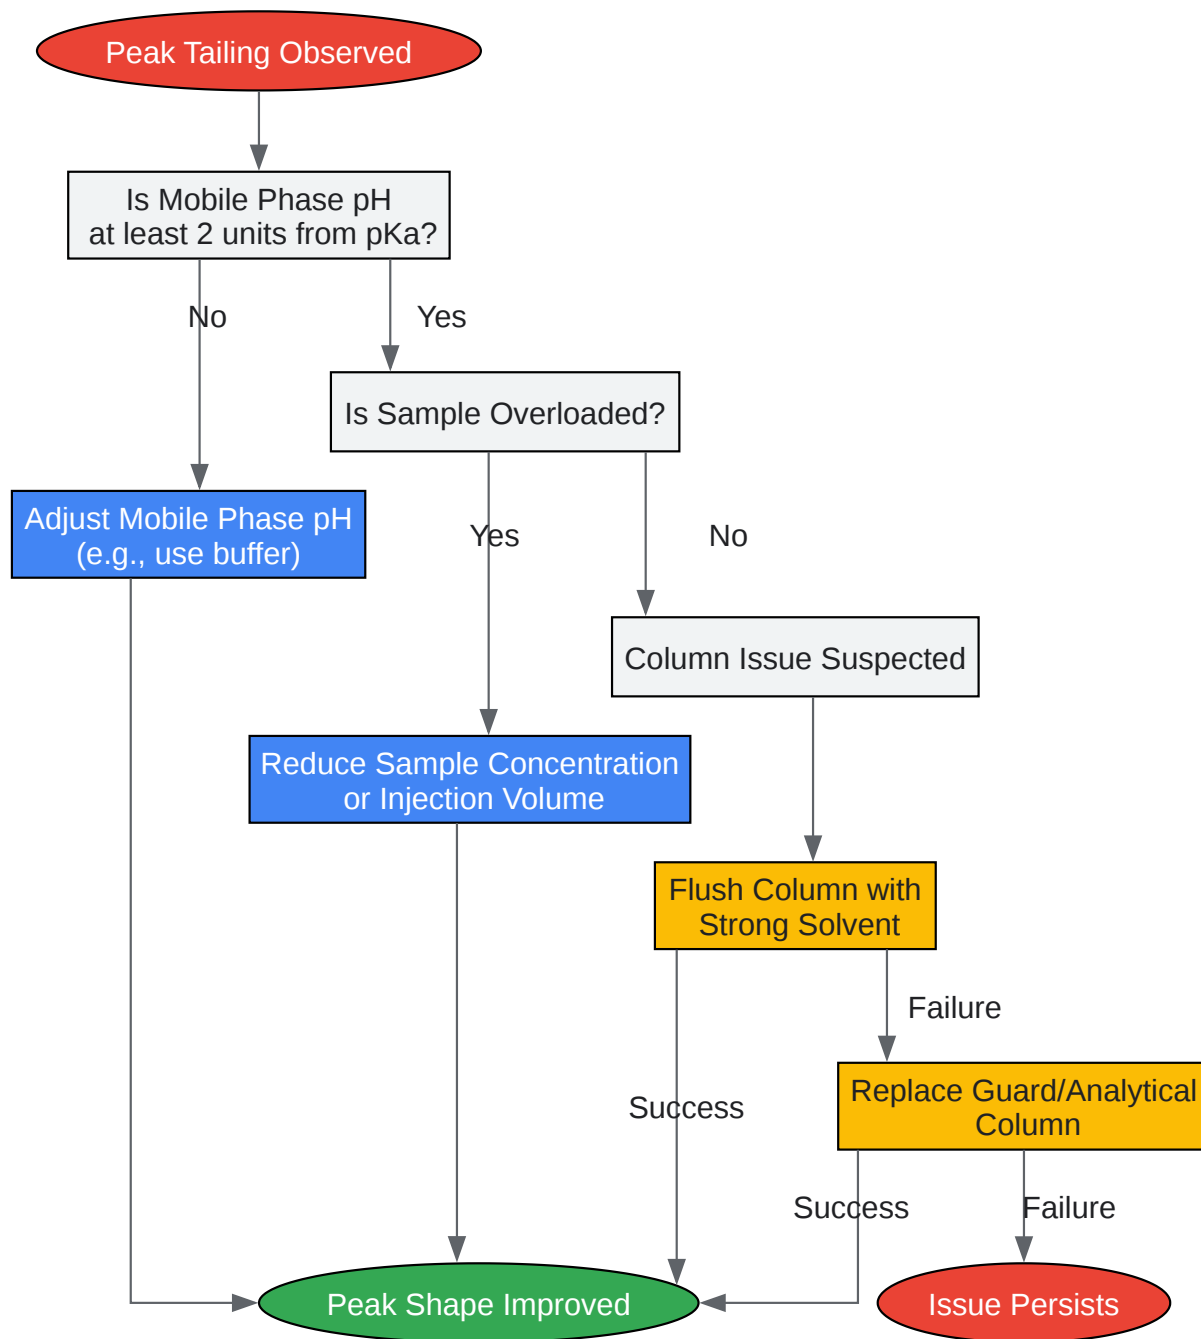 Peak Tailing Observed
Is Mobile Phase pH
at least 2 units from pKa?
No
Yes
Is Sample Overloaded?
Adjust Mobile Phase pH
(e.g., use buffer)
Yes
No
Column Issue Suspected
Reduce Sample Concentration
or Injection Volume
Flush Column with
Strong Solvent
Failure
Replace Guard/Analytical
Column
Success
Success
Failure
Peak Shape Improved
Issue Persists